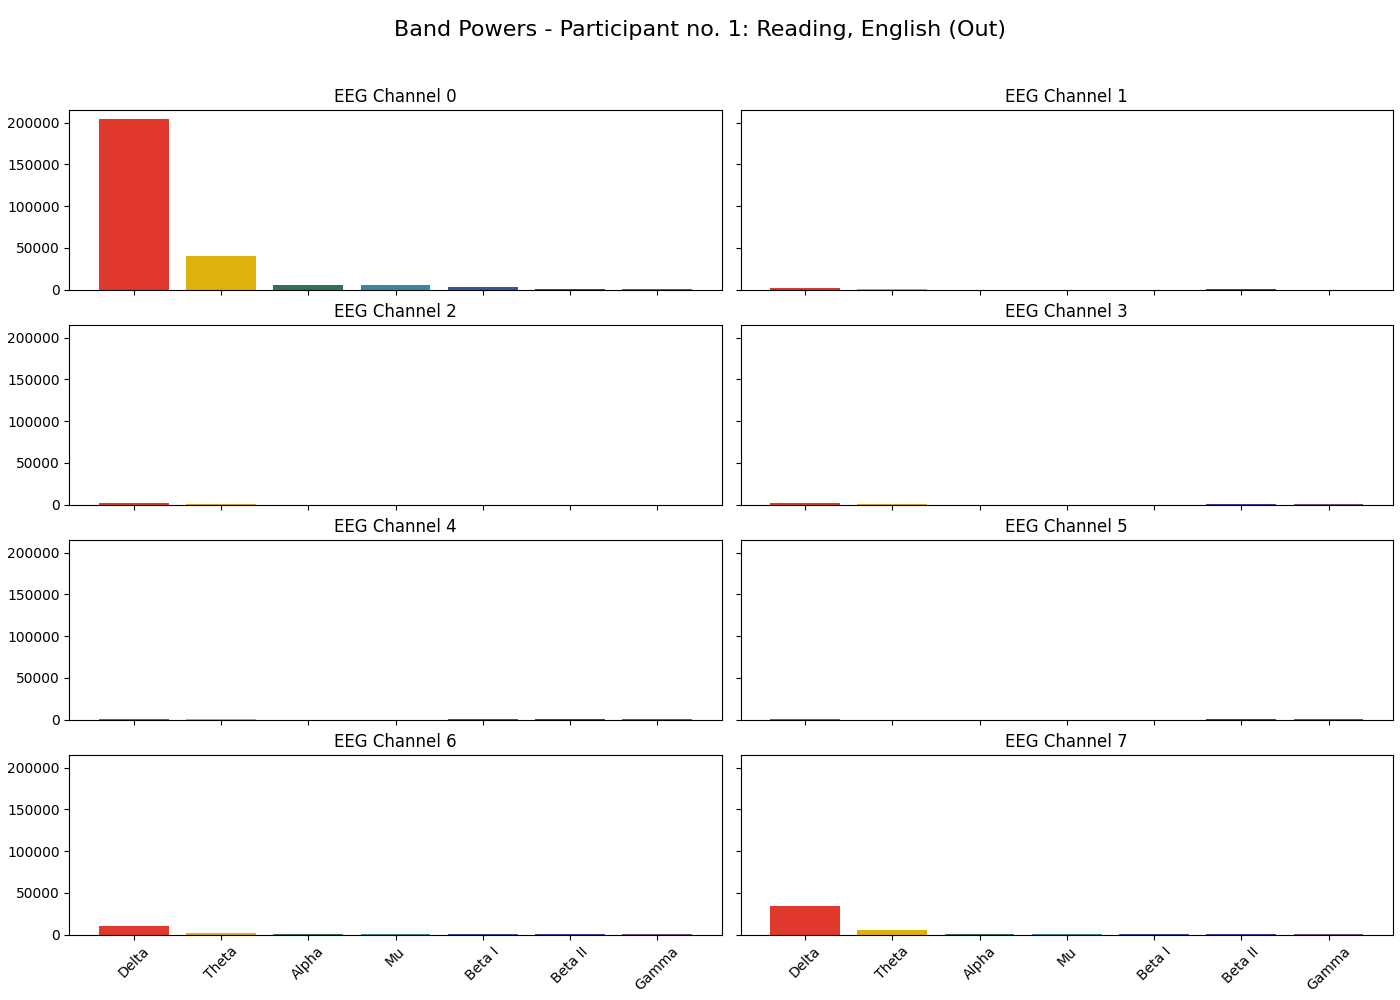 Band Powers - Participant no. 1: Reading, English (Out)
EEG Channel 0
EEG Channel 1
200000
150000
100000
50000
0
EEG Channel 2
EEG Channel 3
200000
150000
100000
50000
0
EEG Channel 4
EEG Channel 5
200000
150000
100000
50000
0
EEG Channel 6
EEG Channel 7
200000
150000
100000
50000
0
Delta Theta Alpha Mu Beta I Beta II Gamma
Delta Theta Alpha Mu Beta I Beta II Gamma